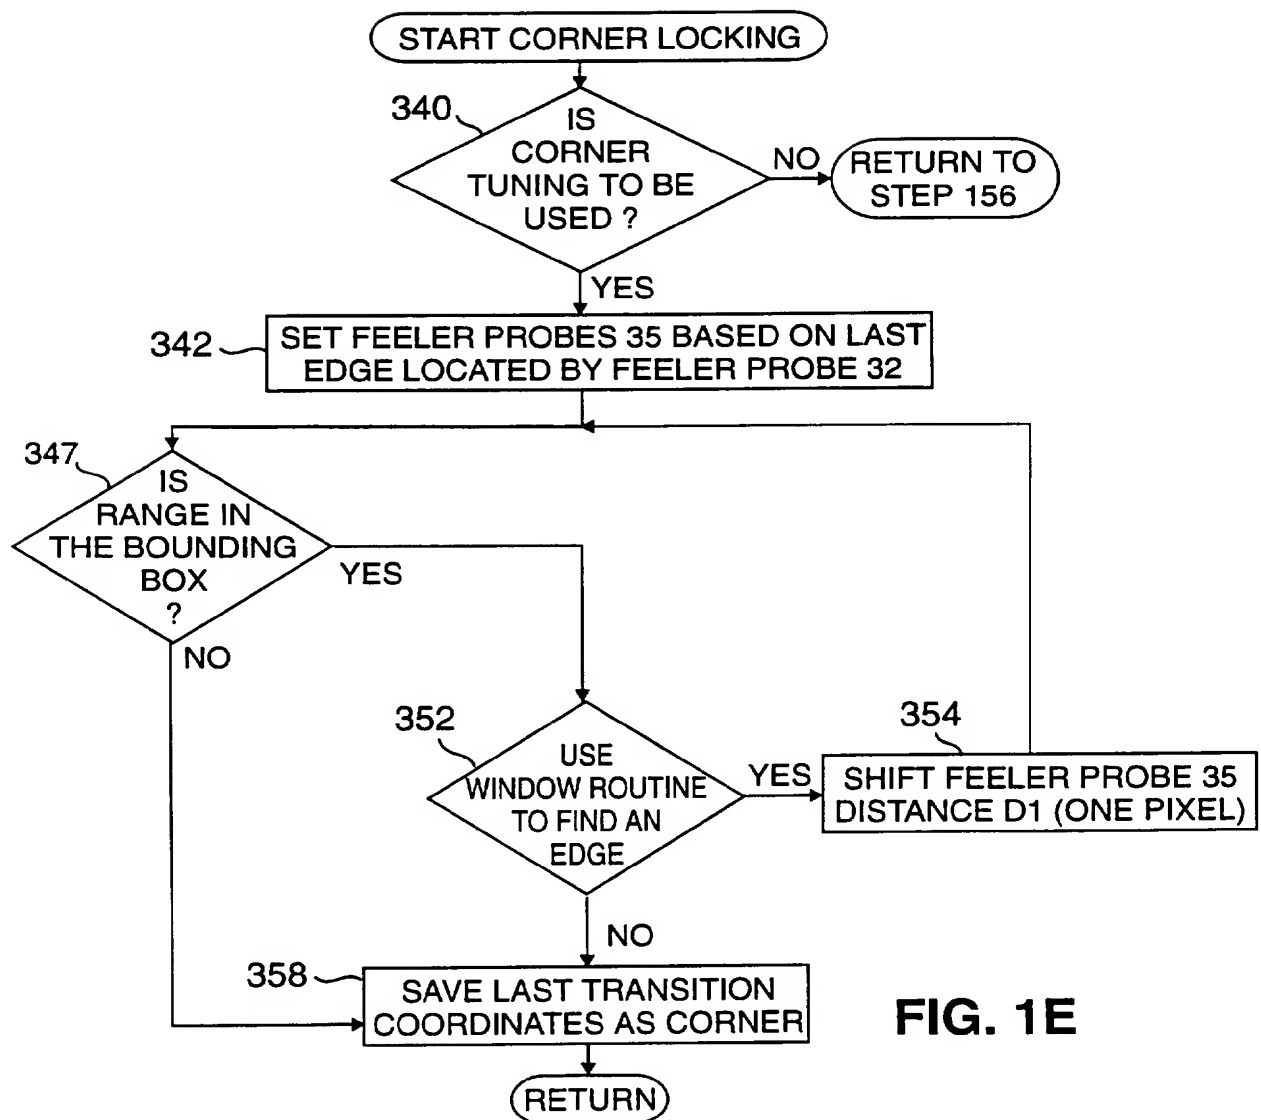 START CORNER LOCKING
340
IS
CORNER
TUNING TO BE
USED ?
NO
RETURN TO
STEP 156
YES
342
SET FEELER PROBES 35 BASED ON LAST
EDGE LOCATED BY FEELER PROBE 32
347
IS
RANGE IN
THE BOUNDING
BOX
?
YES
NO
352
USE
WINDOW ROUTINE
TO FIND AN
EDGE
YES
354
SHIFT FEELER PROBE 35
DISTANCE D1 (ONE PIXEL)
NO
358
SAVE LAST TRANSITION
COORDINATES AS CORNER
FIG. 1E
RETURN